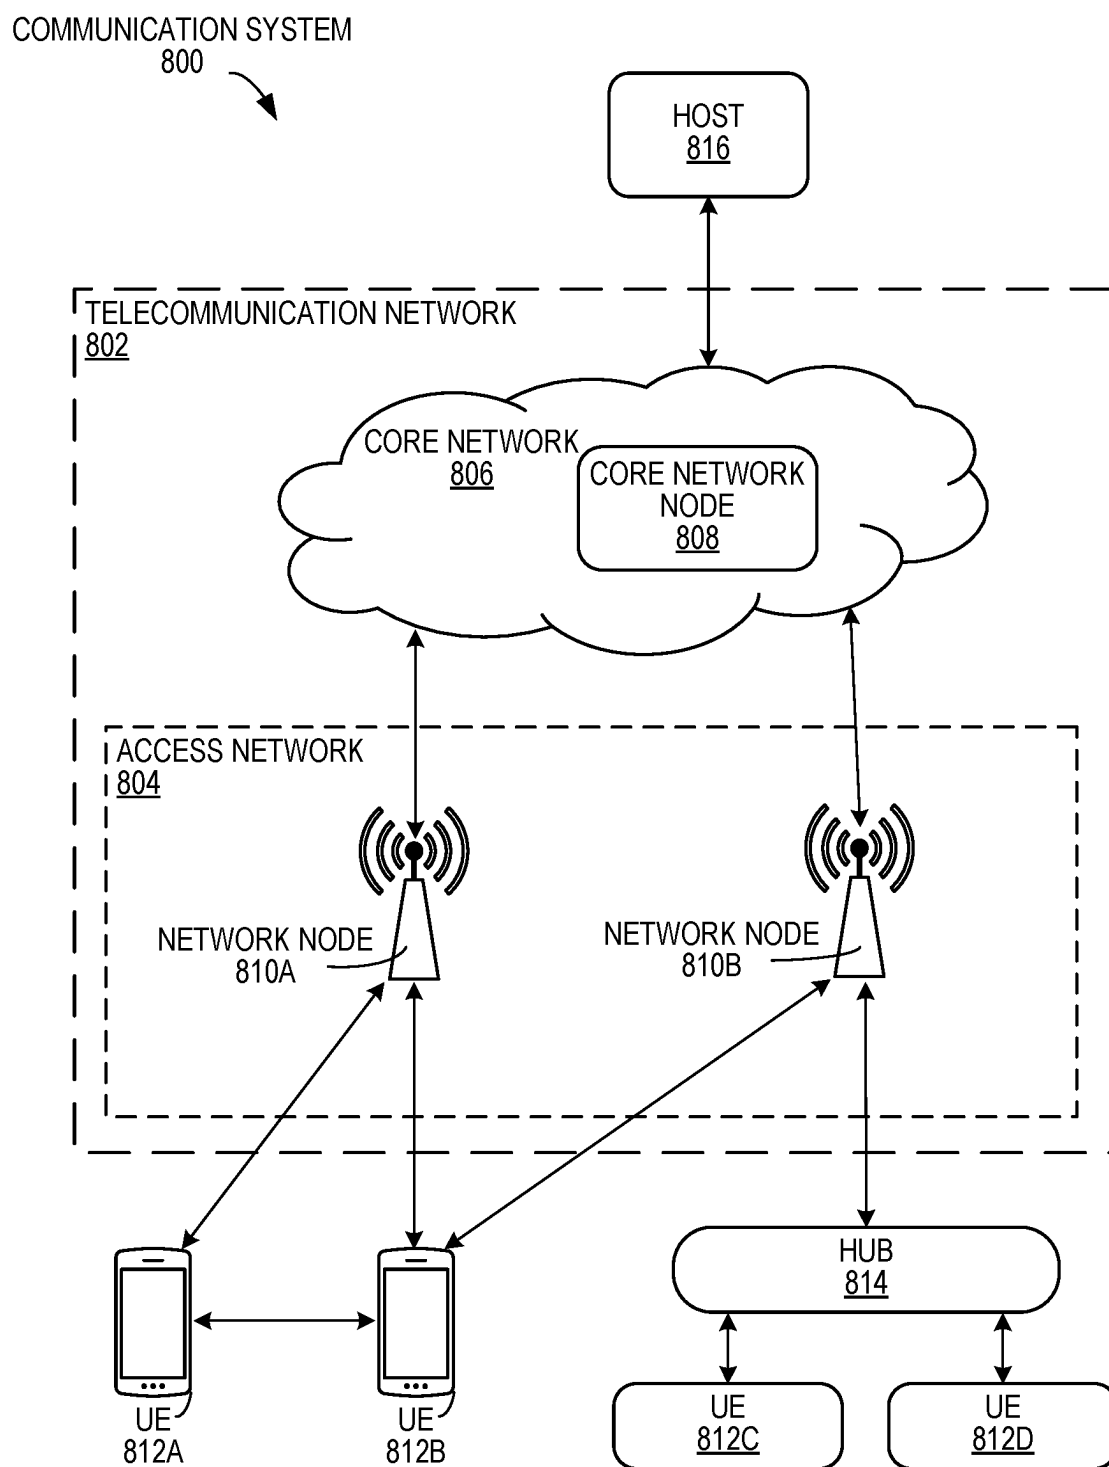 COMMUNICATION SYSTEM
800
HOST
816
TELECOMMUNICATION NETWORK
802
CORE NETWORK
806
CORE NETWORK
NODE
808
ACCESS NETWORK
804
NETWORK NODE
810A
NETWORK NODE
810B
HUB
814
UE
812A
UE
812B
UE
812C
UE
812D